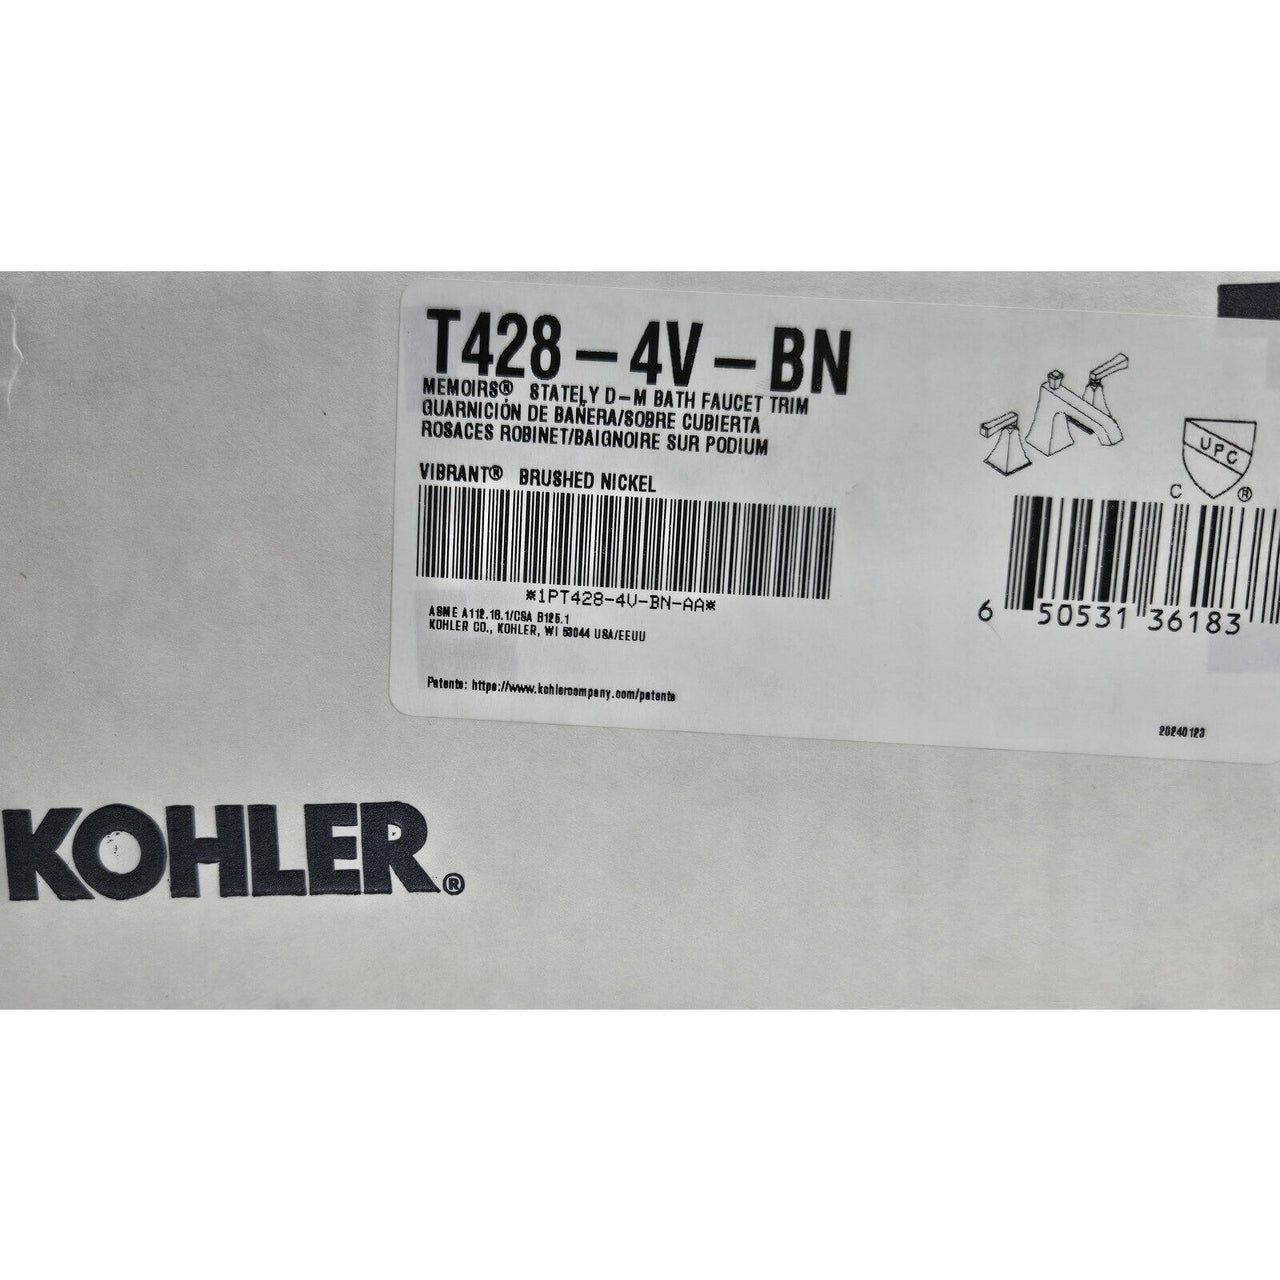 T428-4V-BN
MEMOIRS® STATELY D-M BATH FAUCET TRIM
GUARNICIÓN DE BAÑERA/SOBRE CUBIERTA
ROSACES ROBINET/BAIGNOIRE SUR PODIUM
VIBRANT® BRUSHED NICKEL
*1PT428-4V-BN-AA*
ASME A112.18.1/CSA B125.1
KOHLER CO., KOHLER, WI 53044 USA/EEUU
Patents: https://www.kohlercompany.com/patents
UPC
C ®
6 50531 36183
20240123
KOHLER®